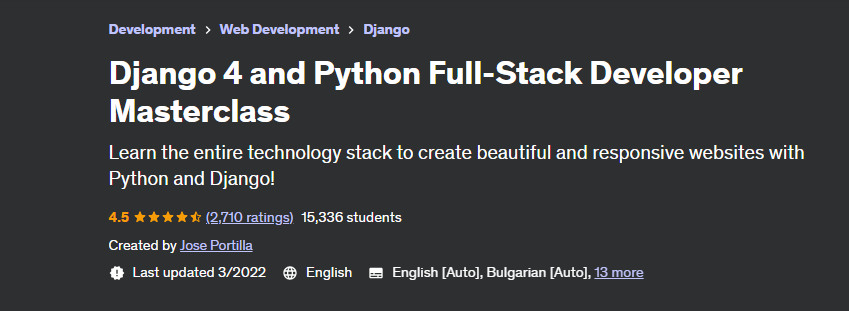 Development > Web Development > Django
Django 4 and Python Full-Stack Developer
Masterclass
Learn the entire technology stack to create beautiful and responsive websites with
Python and Django!
4.5 (2,710 ratings) 15,336 students
Created by Jose Portilla
Last updated 3/2022 English English [Auto], Bulgarian [Auto], 13 more